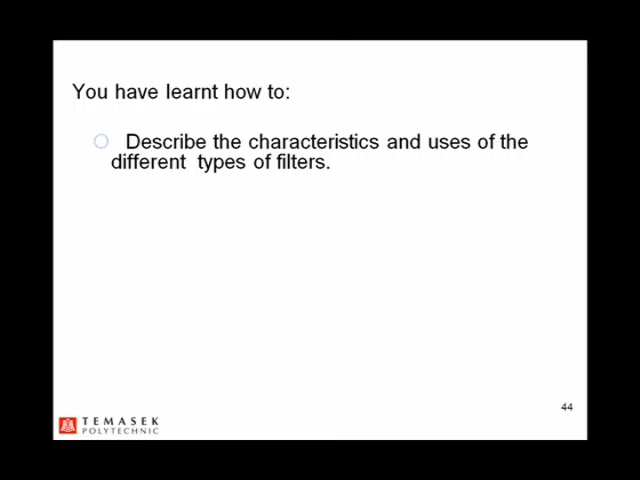 You have learnt how to:
Describe the characteristics and uses of the
different types of filters.
44
TEMASEK
POLYTECHNIC